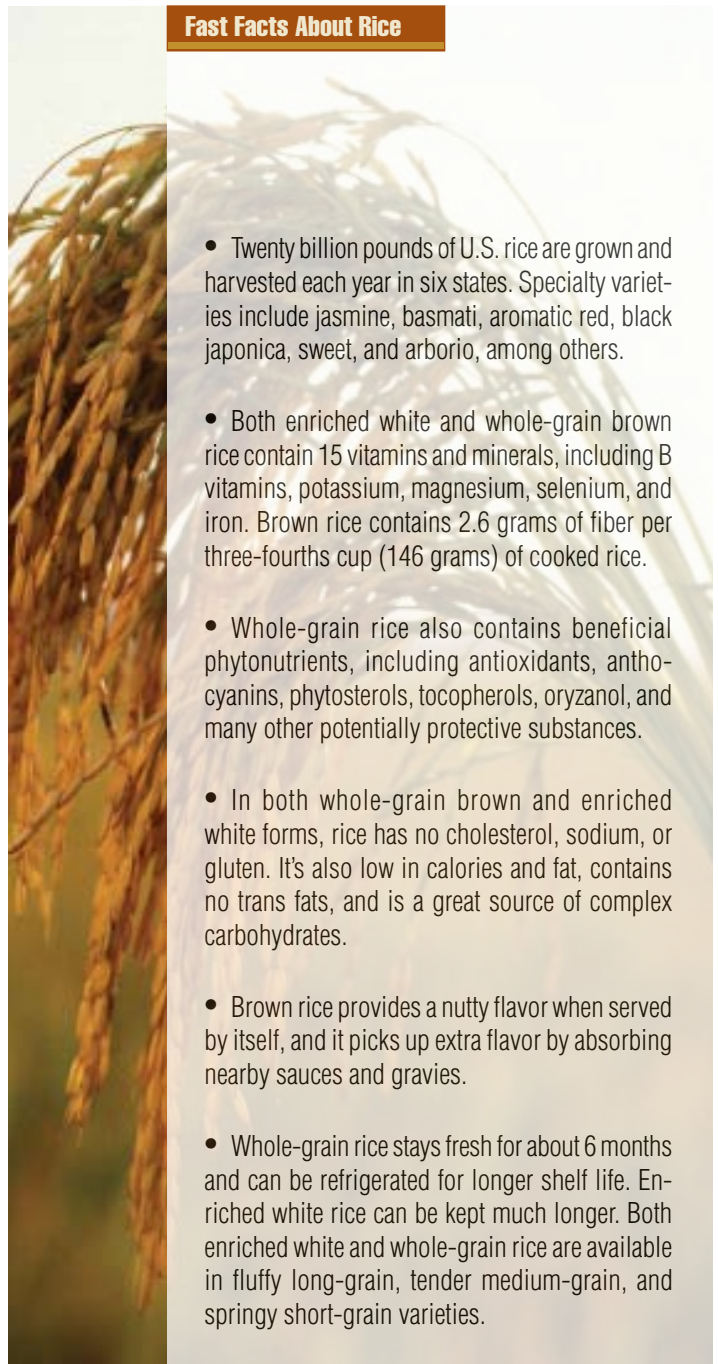 Fast Facts About Rice
• Twenty billion pounds of U.S. rice are grown and
harvested each year in six states. Specialty variet-
ies include jasmine, basmati, aromatic red, black
japonica, sweet, and arborio, among others.
• Both enriched white and whole-grain brown
rice contain 15 vitamins and minerals, including B
vitamins, potassium, magnesium, selenium, and
iron. Brown rice contains 2.6 grams of fiber per
three-fourths cup (146 grams) of cooked rice.
• Whole-grain rice also contains beneficial
phytonutrients, including antioxidants, antho-
cyanins, phytosterols, tocopherols, oryzanol, and
many other potentially protective substances.
• In both whole-grain brown and enriched
white forms, rice has no cholesterol, sodium, or
gluten. It’s also low in calories and fat, contains
no trans fats, and is a great source of complex
carbohydrates.
• Brown rice provides a nutty flavor when served
by itself, and it picks up extra flavor by absorbing
nearby sauces and gravies.
• Whole-grain rice stays fresh for about 6 months
and can be refrigerated for longer shelf life. En-
riched white rice can be kept much longer. Both
enriched white and whole-grain rice are available
in fluffy long-grain, tender medium-grain, and
springy short-grain varieties.